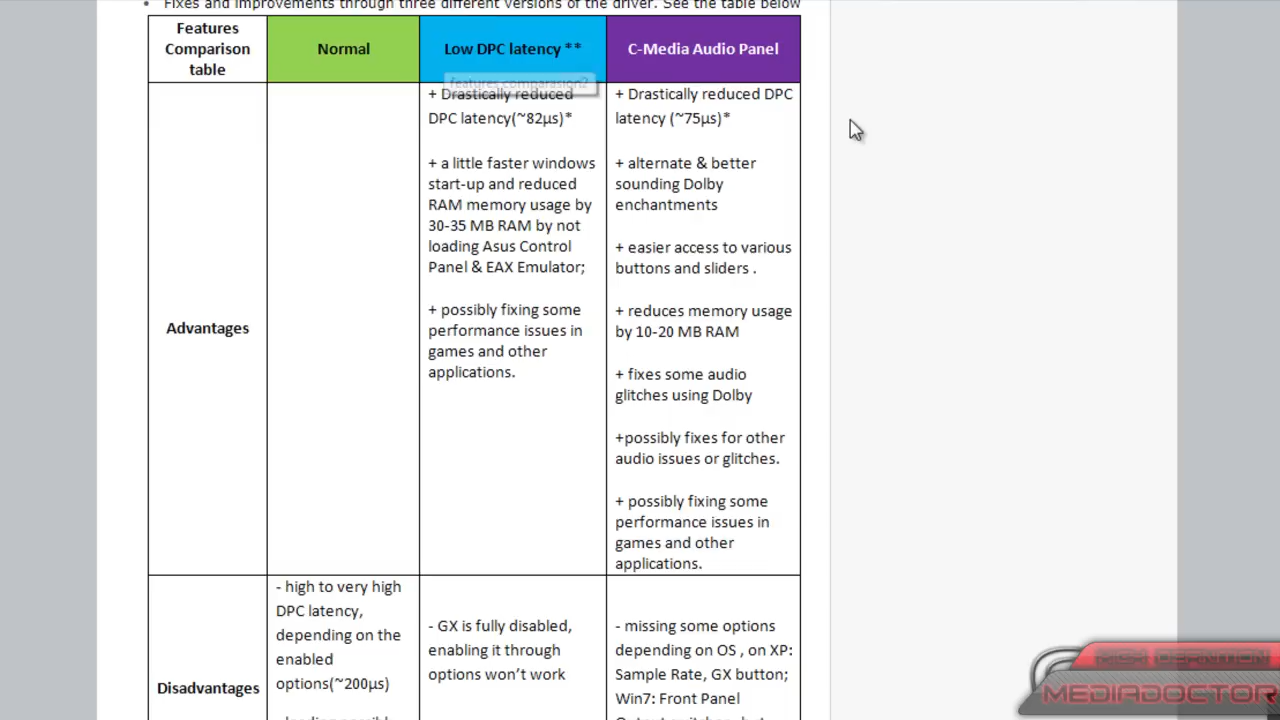 Fixes and improvements through three different versions of the driver. See the table below
Features
Comparison
table
Normal
Low DPC latency **
C-Media Audio Panel
features comparasion2
Advantages
+ Drastically reduced
DPC latency(~82µs)*
+ a little faster windows
start-up and reduced
RAM memory usage by
30-35 MB RAM by not
loading Asus Control
Panel & EAX Emulator;
+ possibly fixing some
performance issues in
games and other
applications.
+ Drastically reduced DPC
latency (~75µs)*
+ alternate & better
sounding Dolby
enchantments
+ easier access to various
buttons and sliders .
+ reduces memory usage
by 10-20 MB RAM
+ fixes some audio
glitches using Dolby
+possibly fixes for other
audio issues or glitches.
+ possibly fixing some
performance issues in
games and other
applications.
Disadvantages
- high to very high
DPC latency,
depending on the
enabled
options(~200µs)
- GX is fully disabled,
enabling it through
options won't work
- missing some options
depending on OS , on XP:
Sample Rate, GX button;
Win7: Front Panel
HIGH DEFINITION
MEDIADOCTOR